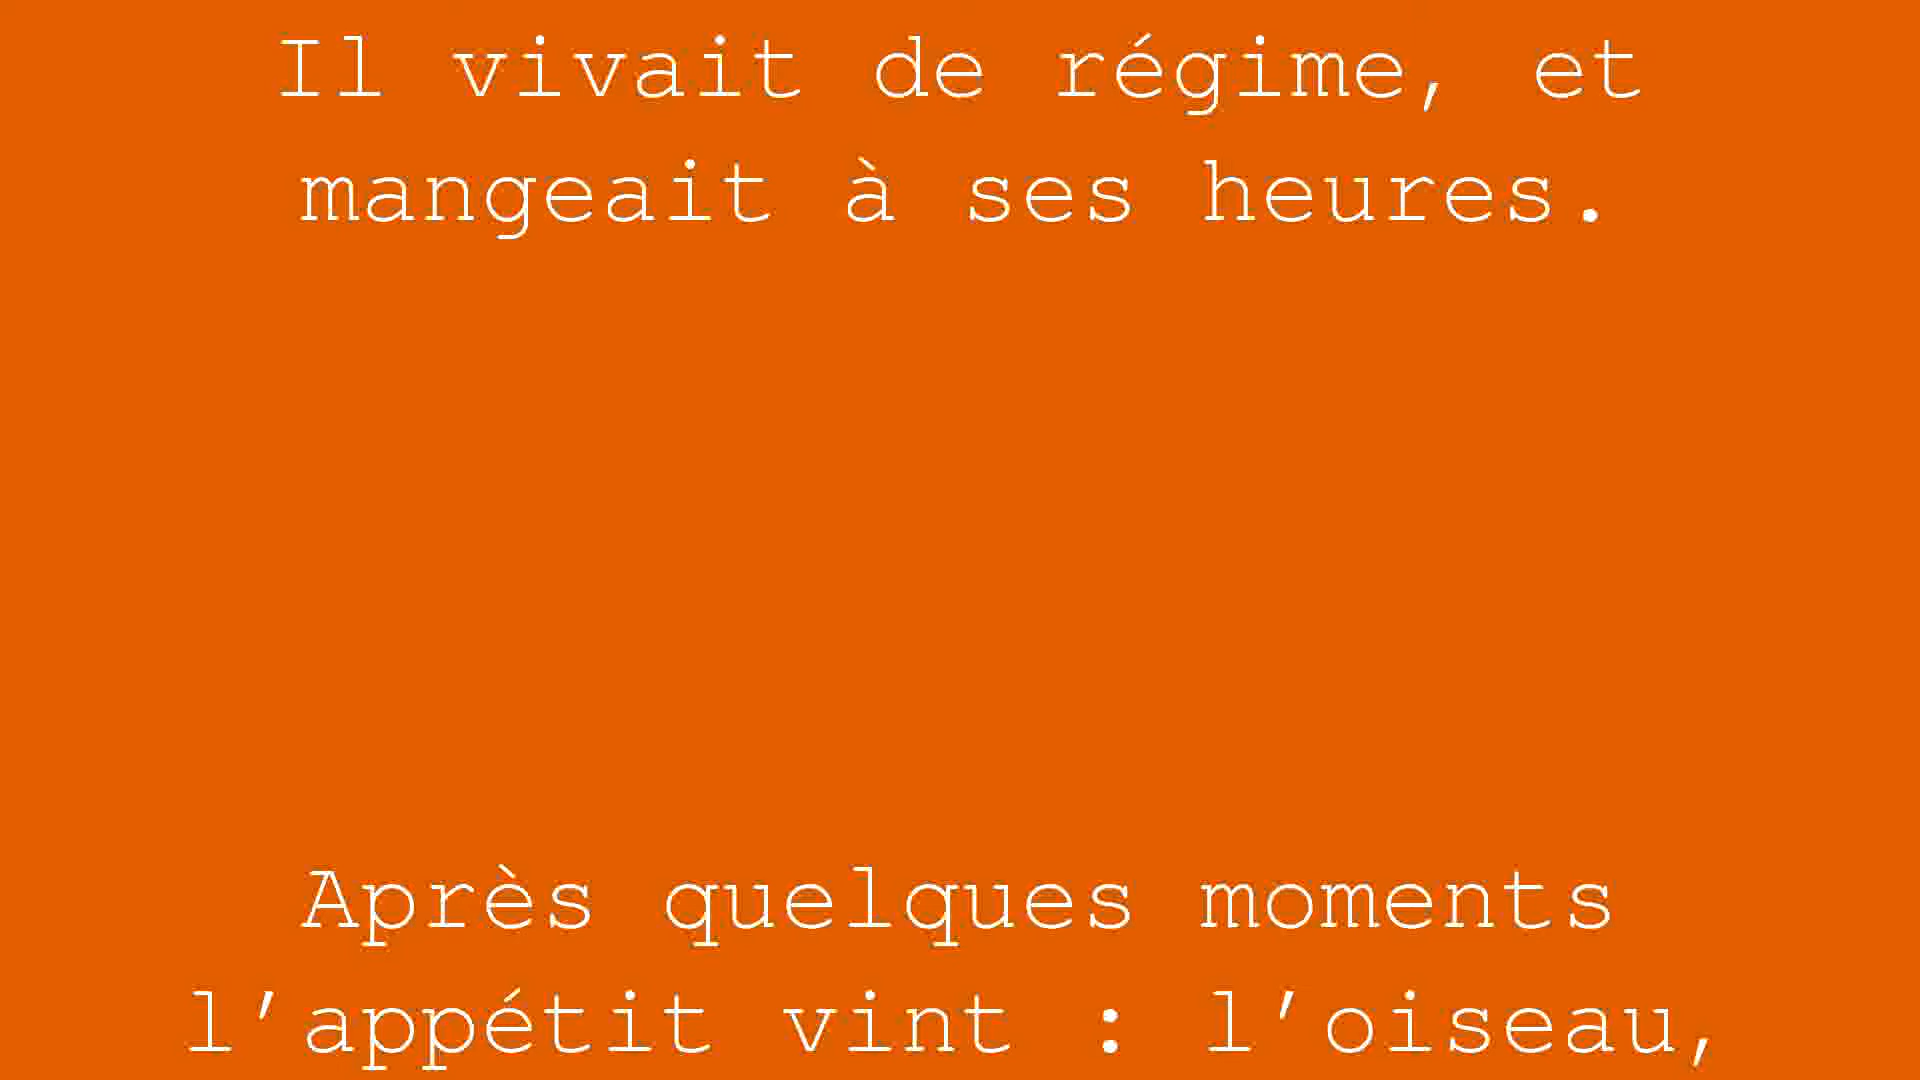 Il vivait de régime, et
mangeait à ses heures.
Après quelques moments
l’appétit vint : l’oiseau,